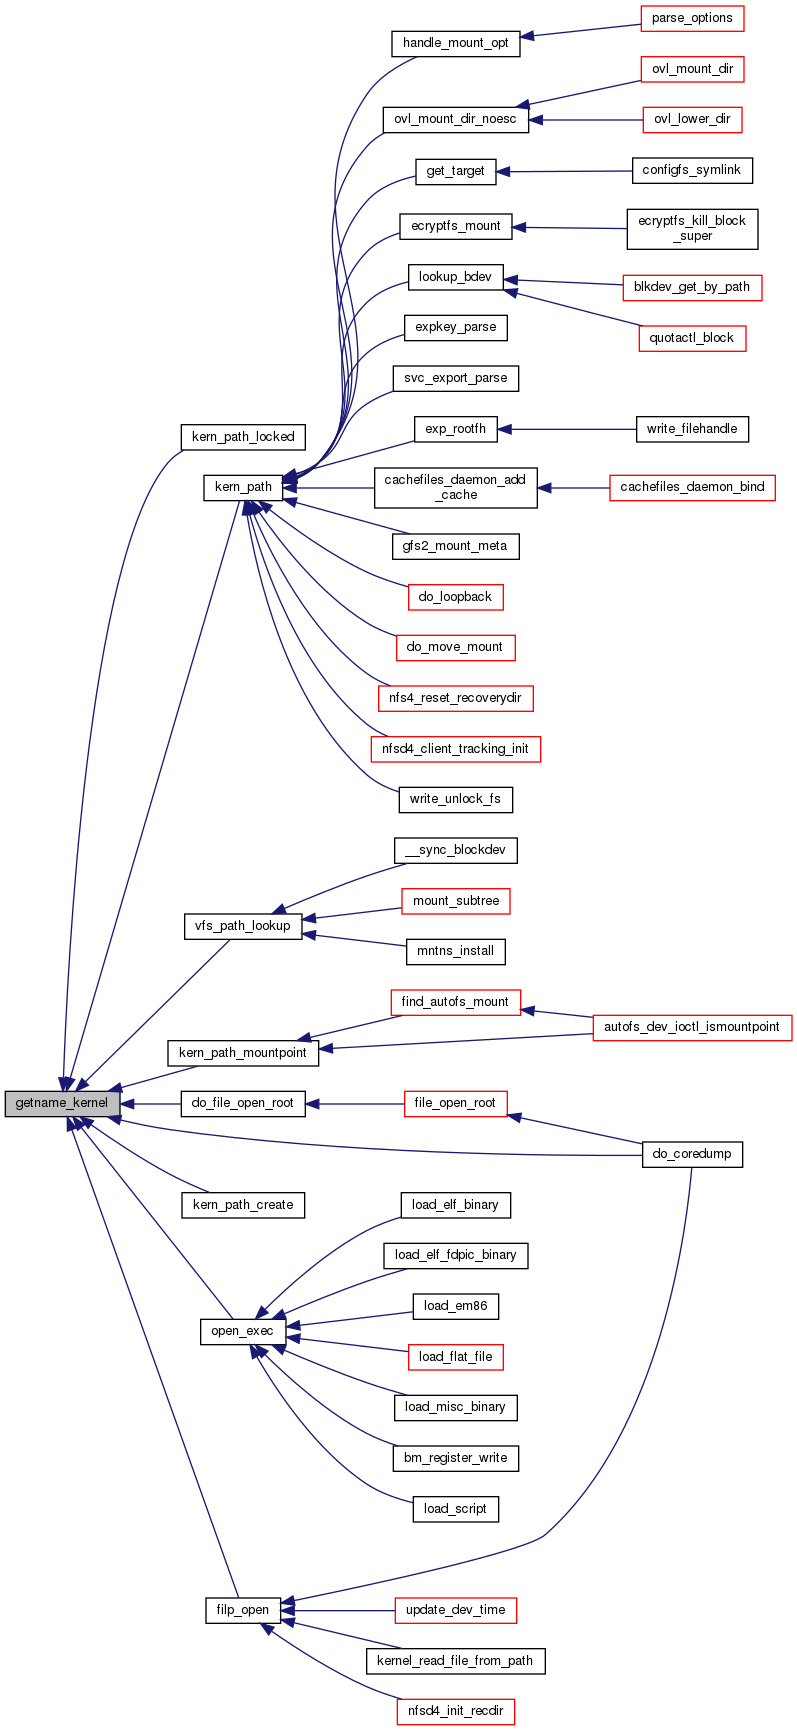 parse_options
handle_mount_opt
ovl_mount_dir
ovl_mount_dir_noesc
ovl_lower_dir
get_target
configfs_symlink
ecryptfs_mount
ecryptfs_kill_block
_super
lookup_bdev
blkdev_get_by_path
expkey_parse
quotactl_block
svc_export_parse
kern_path_locked
exp_rootfh
write_filehandle
kern_path
cachefiles_daemon_add
_cache
cachefiles_daemon_bind
gfs2_mount_meta
do_loopback
do_move_mount
nfs4_reset_recoverydir
nfsd4_client_tracking_init
write_unlock_fs
__sync_blockdev
mount_subtree
vfs_path_lookup
mntns_install
find_autofs_mount
autofs_dev_ioctl_ismountpoint
kern_path_mountpoint
getname_kernel
do_file_open_root
file_open_root
do_coredump
kern_path_create
load_elf_binary
load_elf_fdpic_binary
load_em86
open_exec
load_flat_file
load_misc_binary
bm_register_write
load_script
filp_open
update_dev_time
kernel_read_file_from_path
nfsd4_init_recdir